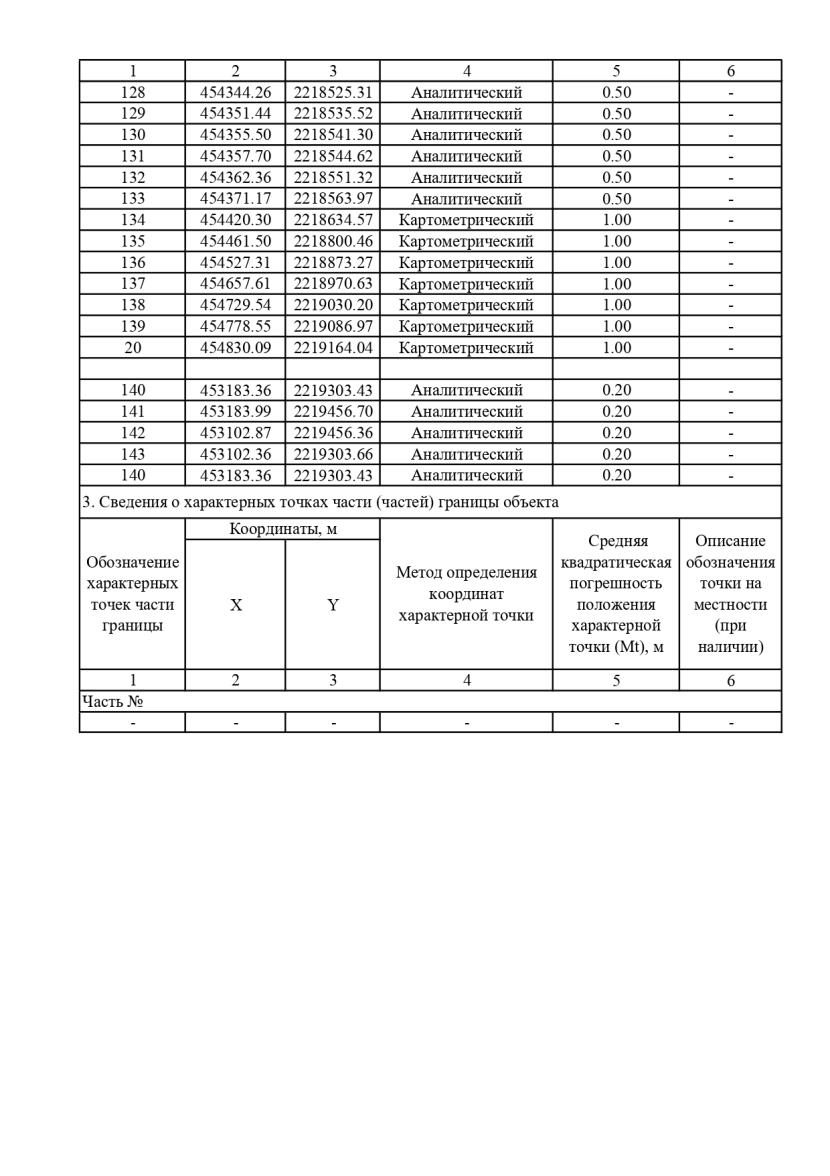 1 2 3 4 5 6
128 454344.26 2218525.31 Аналитический 0.50 -
129 454351.44 2218535.52 Аналитический 0.50 -
130 454355.50 2218541.30 Аналитический 0.50 -
131 454357.70 2218544.62 Аналитический 0.50 -
132 454362.36 2218551.32 Аналитический 0.50 -
133 454371.17 2218563.97 Аналитический 0.50 -
134 454420.30 2218634.57 Картометрический 1.00 -
135 454461.50 2218800.46 Картометрический 1.00 -
136 454527.31 2218873.27 Картометрический 1.00 -
137 454657.61 2218970.63 Картометрический 1.00 -
138 454729.54 2219030.20 Картометрический 1.00 -
139 454778.55 2219086.97 Картометрический 1.00 -
20 454830.09 2219164.04 Картометрический 1.00 -
140 453183.36 2219303.43 Аналитический 0.20 -
141 453183.99 2219456.70 Аналитический 0.20 -
142 453102.87 2219456.36 Аналитический 0.20 -
143 453102.36 2219303.66 Аналитический 0.20 -
140 453183.36 2219303.43 Аналитический 0.20 -
3. Сведения о характерных точках части (частей) границы объекта
Обозначение
характерных
точек части
границы
Координаты, м
X Y
Метод определения
координат
характерной точки
Средняя
квадратическая
погрешность
положения
характерной
точки (Mt), м
Описание
обозначения
точки на
местности
(при
наличии)
1 2 3 4 5 6
Часть №
- - - - - -